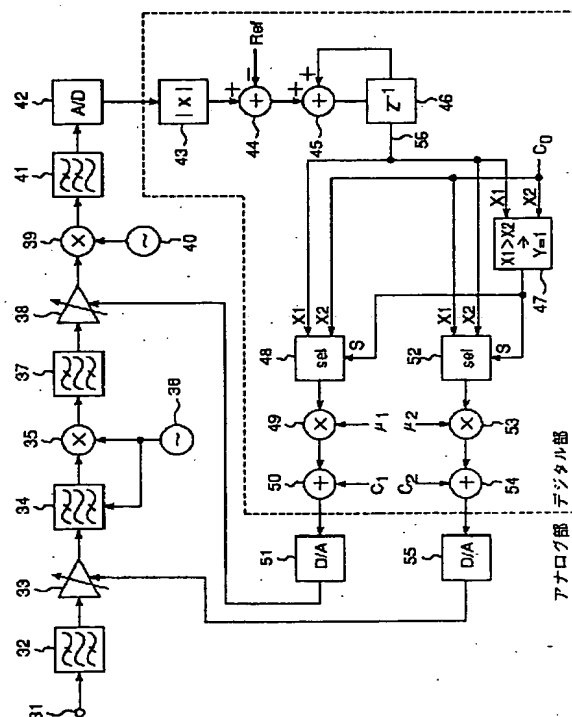 31
32
33
34
35
36
37
38
39
40
41
42
A/D
|X|
43
Ref
+
−
+
44
+
+
+
45
Z⁻¹
46
56
C₀
X1
X2
X1>X2
⇒
Y=1
47
X1
X2
S
sel
48
X1
X2
S
sel
52
×
49
μ1
μ2
×
53
+
50
C₁
C₂
+
54
D/A
51
D/A
55
アナログ部
デジタル部